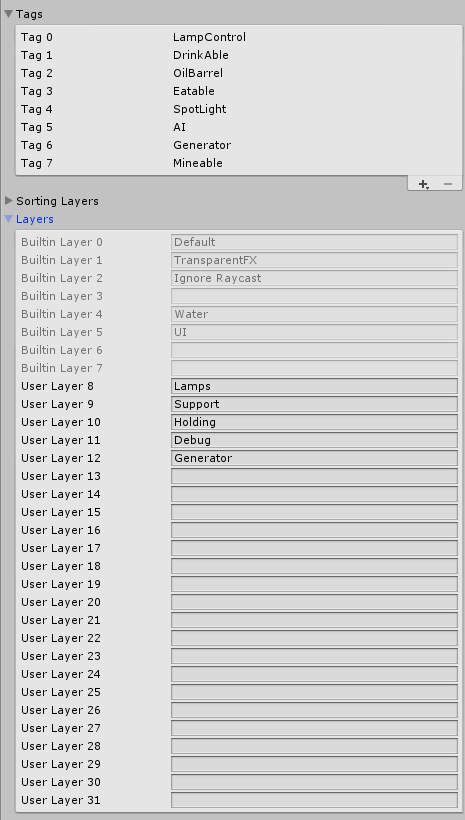 Tags
Tag 0 LampControl
Tag 1 DrinkAble
Tag 2 OilBarrel
Tag 3 Eatable
Tag 4 SpotLight
Tag 5 AI
Tag 6 Generator
Tag 7 Mineable
Sorting Layers
Layers
Builtin Layer 0 Default
Builtin Layer 1 TransparentFX
Builtin Layer 2 Ignore Raycast
Builtin Layer 3
Builtin Layer 4 Water
Builtin Layer 5 UI
Builtin Layer 6
Builtin Layer 7
User Layer 8 Lamps
User Layer 9 Support
User Layer 10 Holding
User Layer 11 Debug
User Layer 12 Generator
User Layer 13
User Layer 14
User Layer 15
User Layer 16
User Layer 17
User Layer 18
User Layer 19
User Layer 20
User Layer 21
User Layer 22
User Layer 23
User Layer 24
User Layer 25
User Layer 26
User Layer 27
User Layer 28
User Layer 29
User Layer 30
User Layer 31